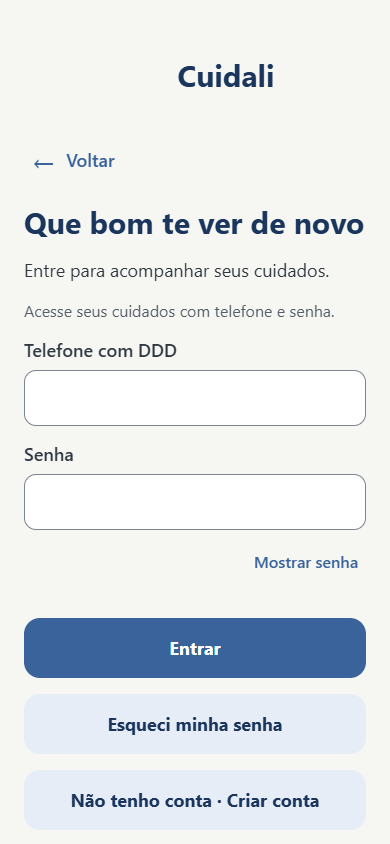 Cuidali
← Voltar
Que bom te ver de novo
Entre para acompanhar seus cuidados.
Acesse seus cuidados com telefone e senha.
Telefone com DDD
Senha
Mostrar senha
Entrar
Esqueci minha senha
Não tenho conta · Criar conta